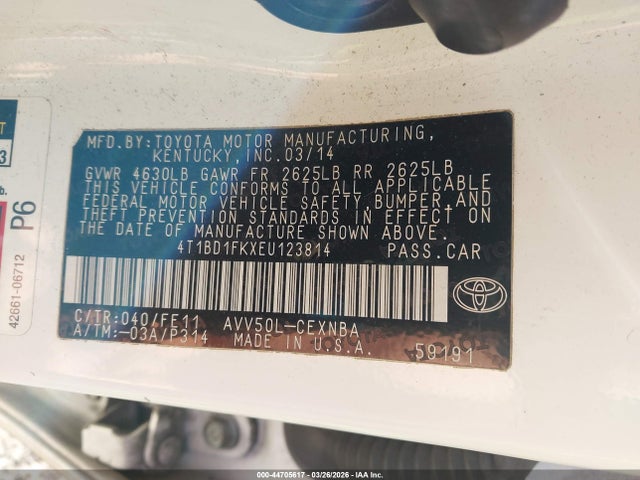 MFD.BY: TOYOTA MOTOR MANUFACTURING,
KENTUCKY, INC. 03/14
GVWR 4630LB GAWR FR 2625LB RR 2625LB
THIS VEHICLE CONFORMS TO ALL APPLICABLE
FEDERAL MOTOR VEHICLE SAFETY, BUMPER, AND
THEFT PREVENTION STANDARDS IN EFFECT ON
THE DATE OF MANUFACTURE SHOWN ABOVE.
4T1BD1FKXEU123814 PASS.CAR
C/TR:040/FE11 AVV50L-CEXNBA
A/TM:-03A/P314 MADE IN U.S.A.
59191
P6
42661-06712
000-44705617 - 03/26/2026 - IAA Inc.